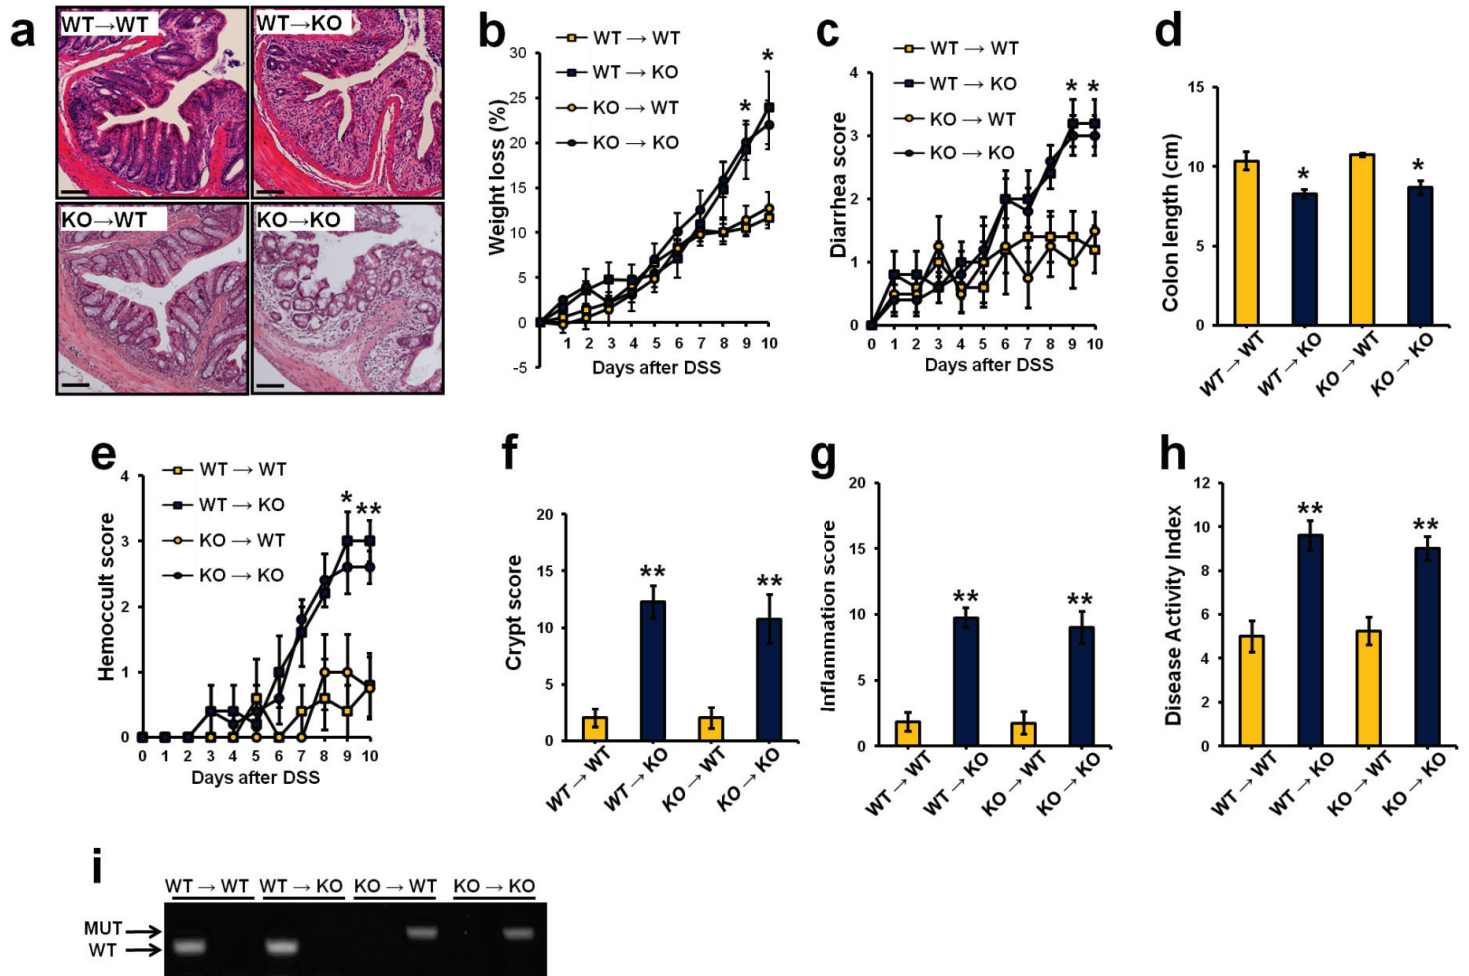 a
WT→WT
WT→KO
KO→WT
KO→KO
b
WT → WT
WT → KO
KO → WT
KO → KO
Weight loss (%)
30
25
20
15
10
5
0
-5
* *
1 2 3 4 5 6 7 8 9 10
Days after DSS
c
WT → WT
WT → KO
KO → WT
KO → KO
Diarrhea score
4
3
2
1
0
* *
0 1 2 3 4 5 6 7 8 9 10
Days after DSS
d
Colon length (cm)
15
10
5
0
* *
WT → WT
WT → KO
KO → WT
KO → KO
e
WT → WT
WT → KO
KO → WT
KO → KO
Hemoccult score
4
3
2
1
0
* **
0 1 2 3 4 5 6 7 8 9 10
Days after DSS
f
Crypt score
20
15
10
5
0
** **
WT → WT
WT → KO
KO → WT
KO → KO
g
Inflammation score
20
15
10
5
0
** **
WT → WT
WT → KO
KO → WT
KO → KO
h
Disease Activity Index
12
10
8
6
4
2
0
** **
WT → WT
WT → KO
KO → WT
KO → KO
i
WT → WT WT → KO KO → WT KO → KO
MUT
WT